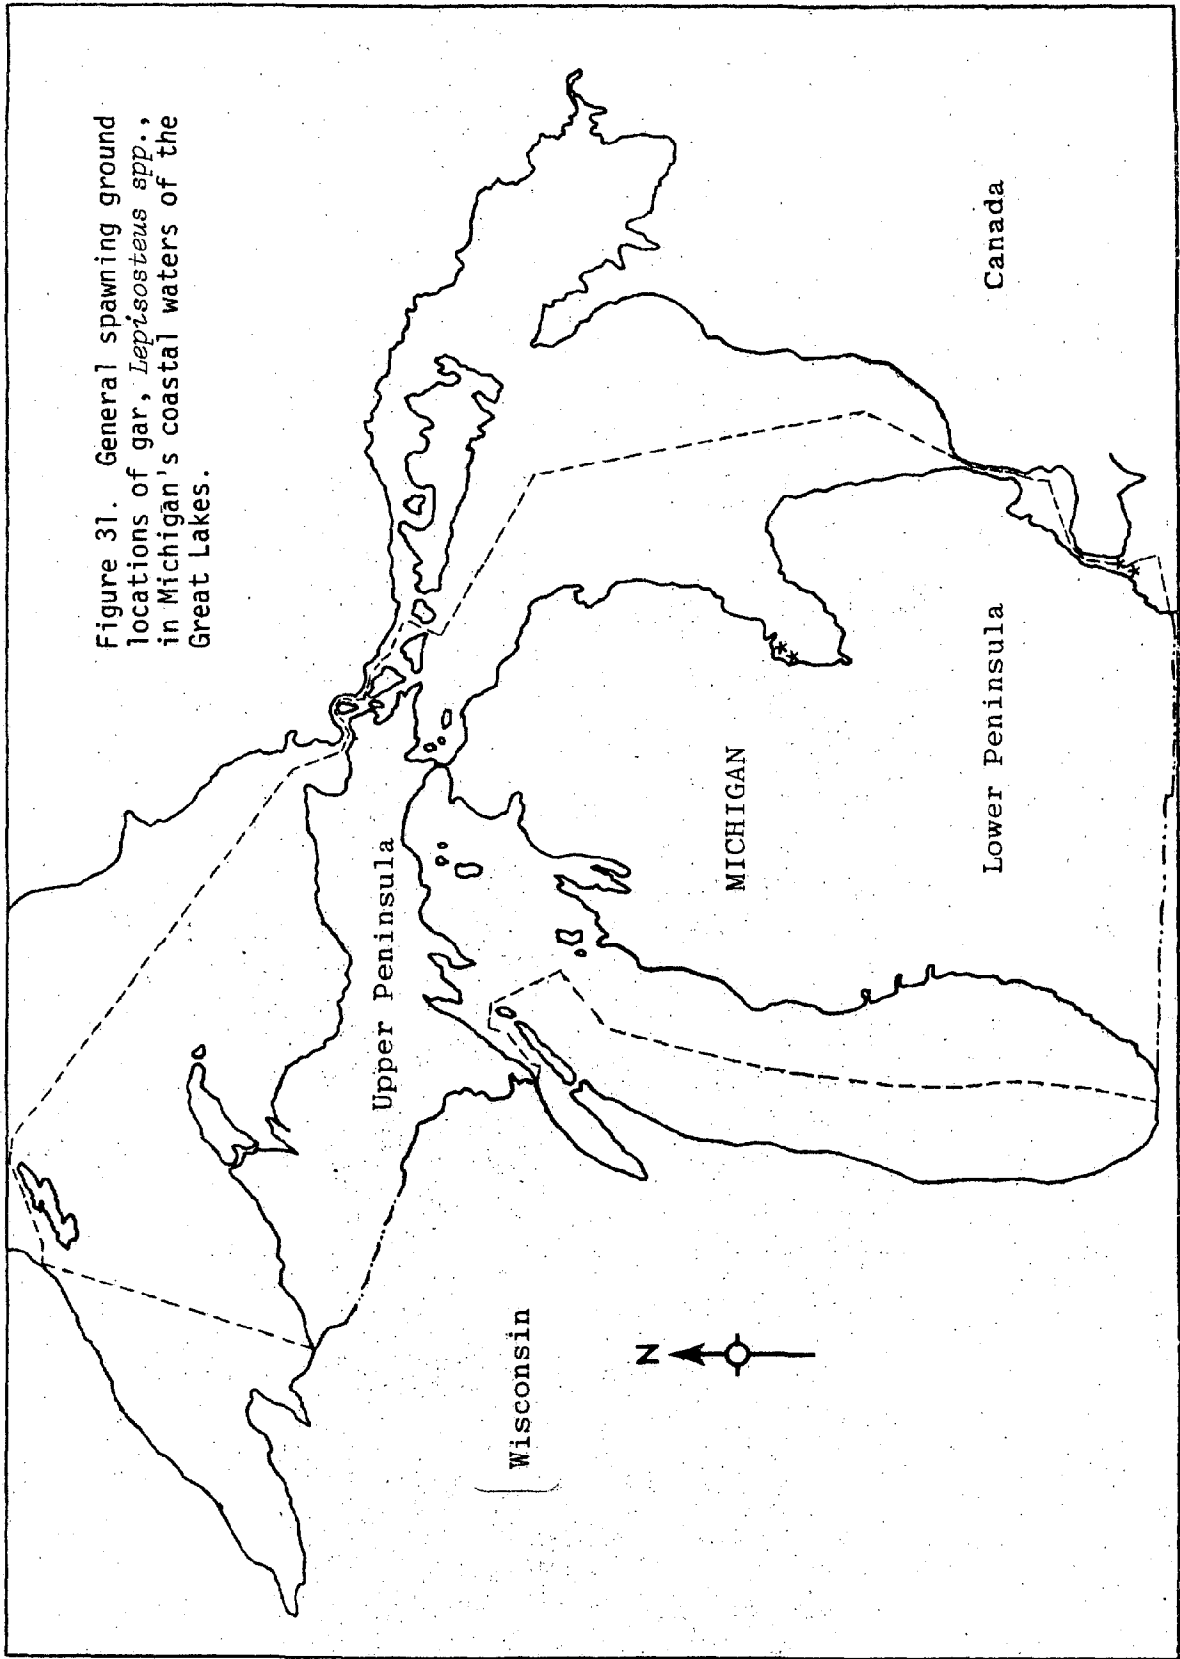 Figure 31. General spawning ground
locations of gar, Lepisosteus spp.,
in Michigan's coastal waters of the
Great Lakes.
Upper Peninsula
MICHIGAN
Wisconsin
N
Lower Peninsula
Canada